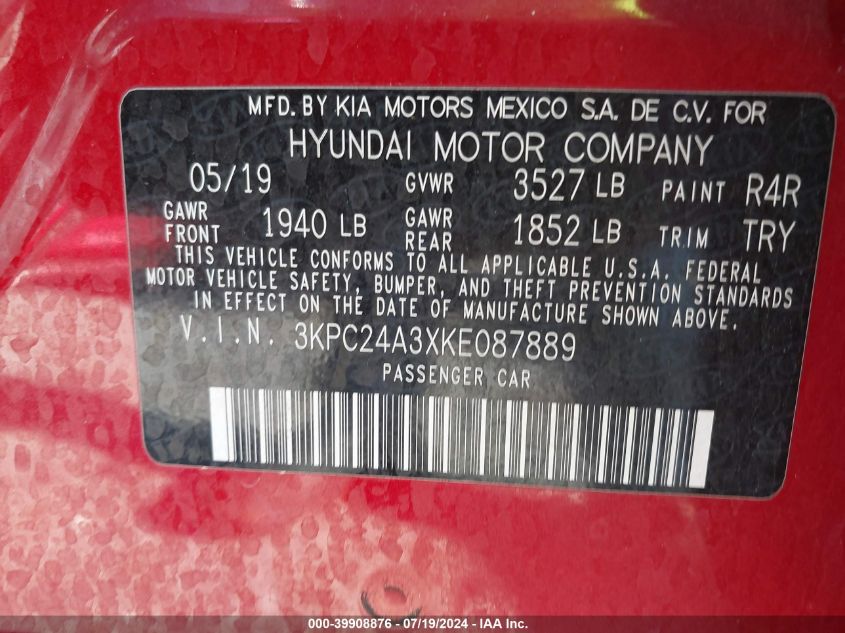 MFD. BY KIA MOTORS MEXICO S.A. DE C.V. FOR
HYUNDAI MOTOR COMPANY
05/19 GVWR 3527 LB PAINT R4R
GAWR FRONT 1940 LB GAWR REAR 1852 LB TRIM TRY
THIS VEHICLE CONFORMS TO ALL APPLICABLE U.S.A. FEDERAL
MOTOR VEHICLE SAFETY, BUMPER, AND THEFT PREVENTION STANDARDS
IN EFFECT ON THE DATE OF MANUFACTURE SHOWN ABOVE.
V.I.N. 3KPC24A3XKE087889
PASSENGER CAR
000-39908876 - 07/19/2024 - IAA Inc.